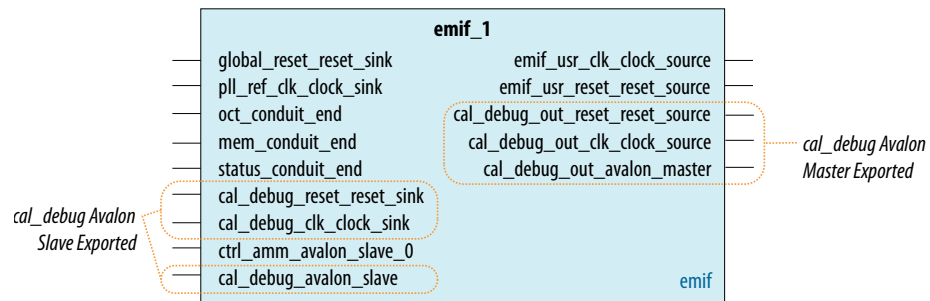 emif_1
global_reset_reset_sink
pll_ref_clk_clock_sink
oct_conduit_end
mem_conduit_end
status_conduit_end
cal_debug_reset_reset_sink
cal_debug_clk_clock_sink
ctrl_amm_avalon_slave_0
cal_debug_avalon_slave
emif_usr_clk_clock_source
emif_usr_reset_reset_source
cal_debug_out_reset_reset_source
cal_debug_out_clk_clock_source
cal_debug_out_avalon_master
emif
cal_debug Avalon
Slave Exported
cal_debug Avalon
Master Exported